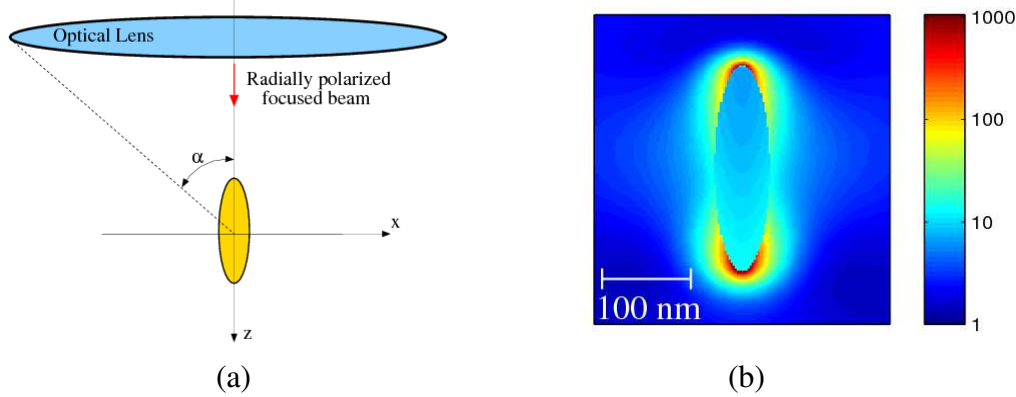 Optical Lens
Radially polarized
focused beam
α
x
z
(a)
100 nm
1000
100
10
1
(b)